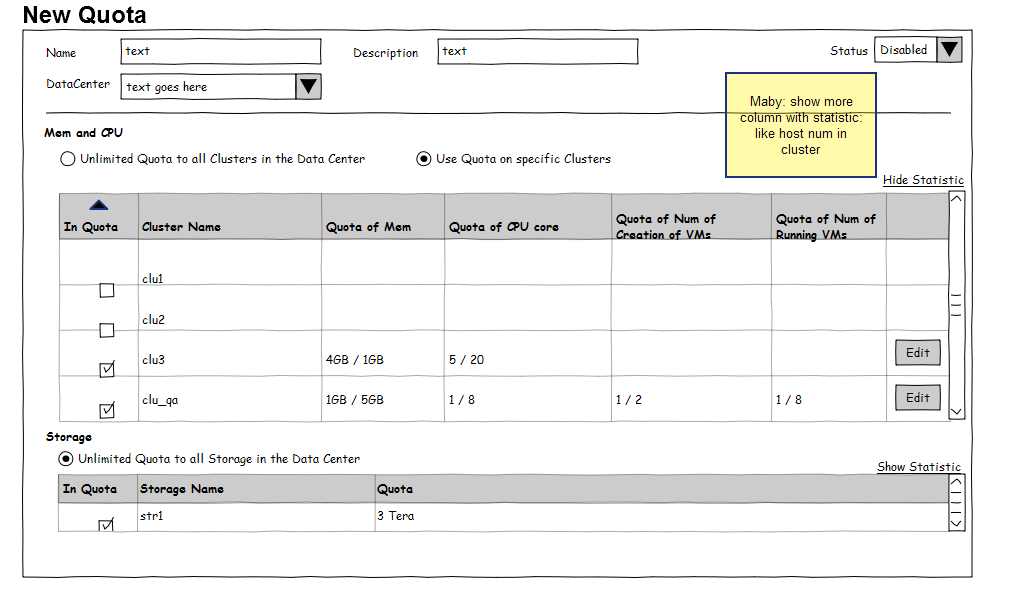 New Quota
Name text Description text Status Disabled
DataCenter text goes here
Maby: show more
column with statistic:
like host num in
cluster
Mem and CPU
Unlimited Quota to all Clusters in the Data Center Use Quota on specific Clusters
Hide Statistic
In Quota Cluster Name Quota of Mem Quota of CPU core Quota of Num of Creation of VMs Quota of Num of Running VMs
clu1
clu2
clu3 4GB / 1GB 5 / 20 Edit
clu_qa 1GB / 5GB 1 / 8 1 / 2 1 / 8 Edit
Storage
Unlimited Quota to all Storage in the Data Center
Show Statistic
In Quota Storage Name Quota
str1 3 Tera